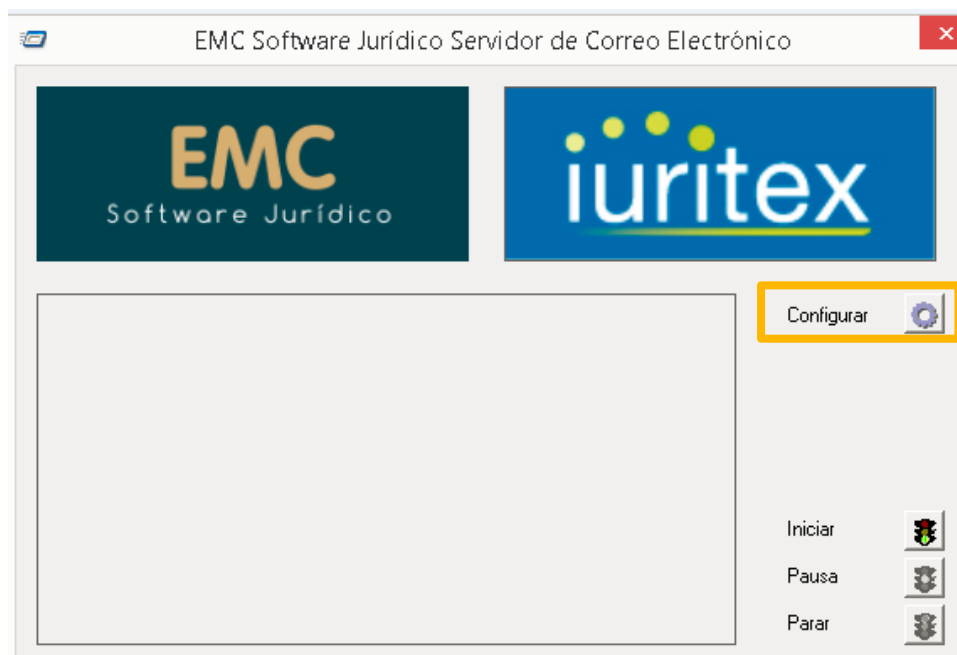 EMC Software Jurídico Servidor de Correo Electrónico
EMC
Software Jurídico
iuritex
Configurar
Iniciar
Pausa
Parar